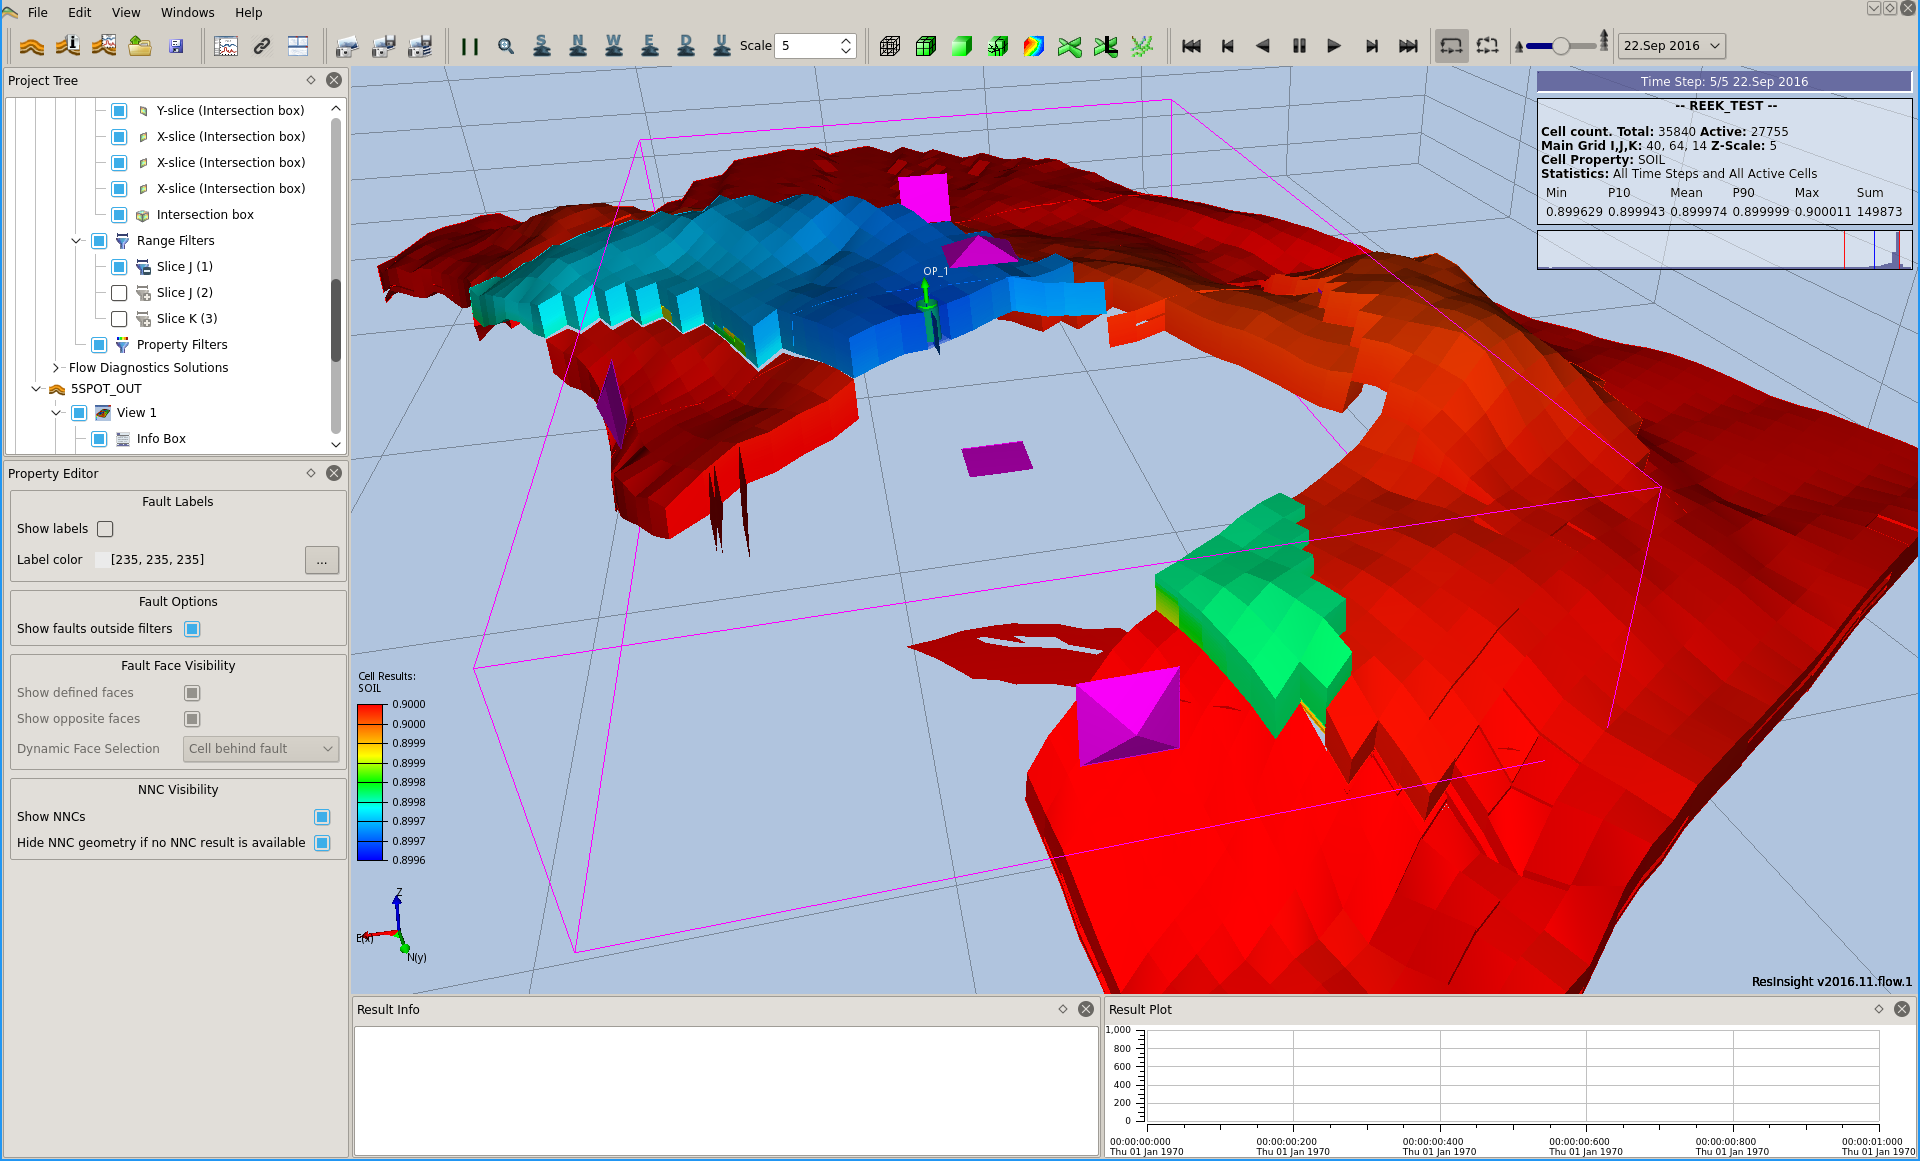 File Edit View Windows Help
S N W E D U Scale 5 22.Sep 2016
Project Tree
Y-slice (Intersection box)
X-slice (Intersection box)
X-slice (Intersection box)
X-slice (Intersection box)
Intersection box
Range Filters
Slice J (1)
Slice J (2)
Slice K (3)
Property Filters
Flow Diagnostics Solutions
5SPOT_OUT
View 1
Info Box
Property Editor
Fault Labels
Show labels
Label color [235, 235, 235] ...
Fault Options
Show faults outside filters
Fault Face Visibility
Show defined faces
Show opposite faces
Dynamic Face Selection Cell behind fault
NNC Visibility
Show NNCs
Hide NNC geometry if no NNC result is available
Time Step: 5/5 22.Sep 2016
-- REEK_TEST --
Cell count. Total: 35840 Active: 27755
Main Grid I,J,K: 40, 64, 14 Z-Scale: 5
Cell Property: SOIL
Statistics: All Time Steps and All Active Cells
Min P10 Mean P90 Max Sum
0.899629 0.899943 0.899974 0.899999 0.900011 149873
OP_1
Cell Results:
SOIL
0.9000
0.9000
0.8999
0.8999
0.8998
0.8998
0.8997
0.8997
0.8996
Z
E(x)
N(y)
ResInsight v2016.11.flow.1
Result Info
Result Plot
1,000
800
600
400
200
0
00:00:00:000 00:00:00:200 00:00:00:400 00:00:00:600 00:00:00:800 00:00:01:000
Thu 01 Jan 1970 Thu 01 Jan 1970 Thu 01 Jan 1970 Thu 01 Jan 1970 Thu 01 Jan 1970 Thu 01 Jan 1970